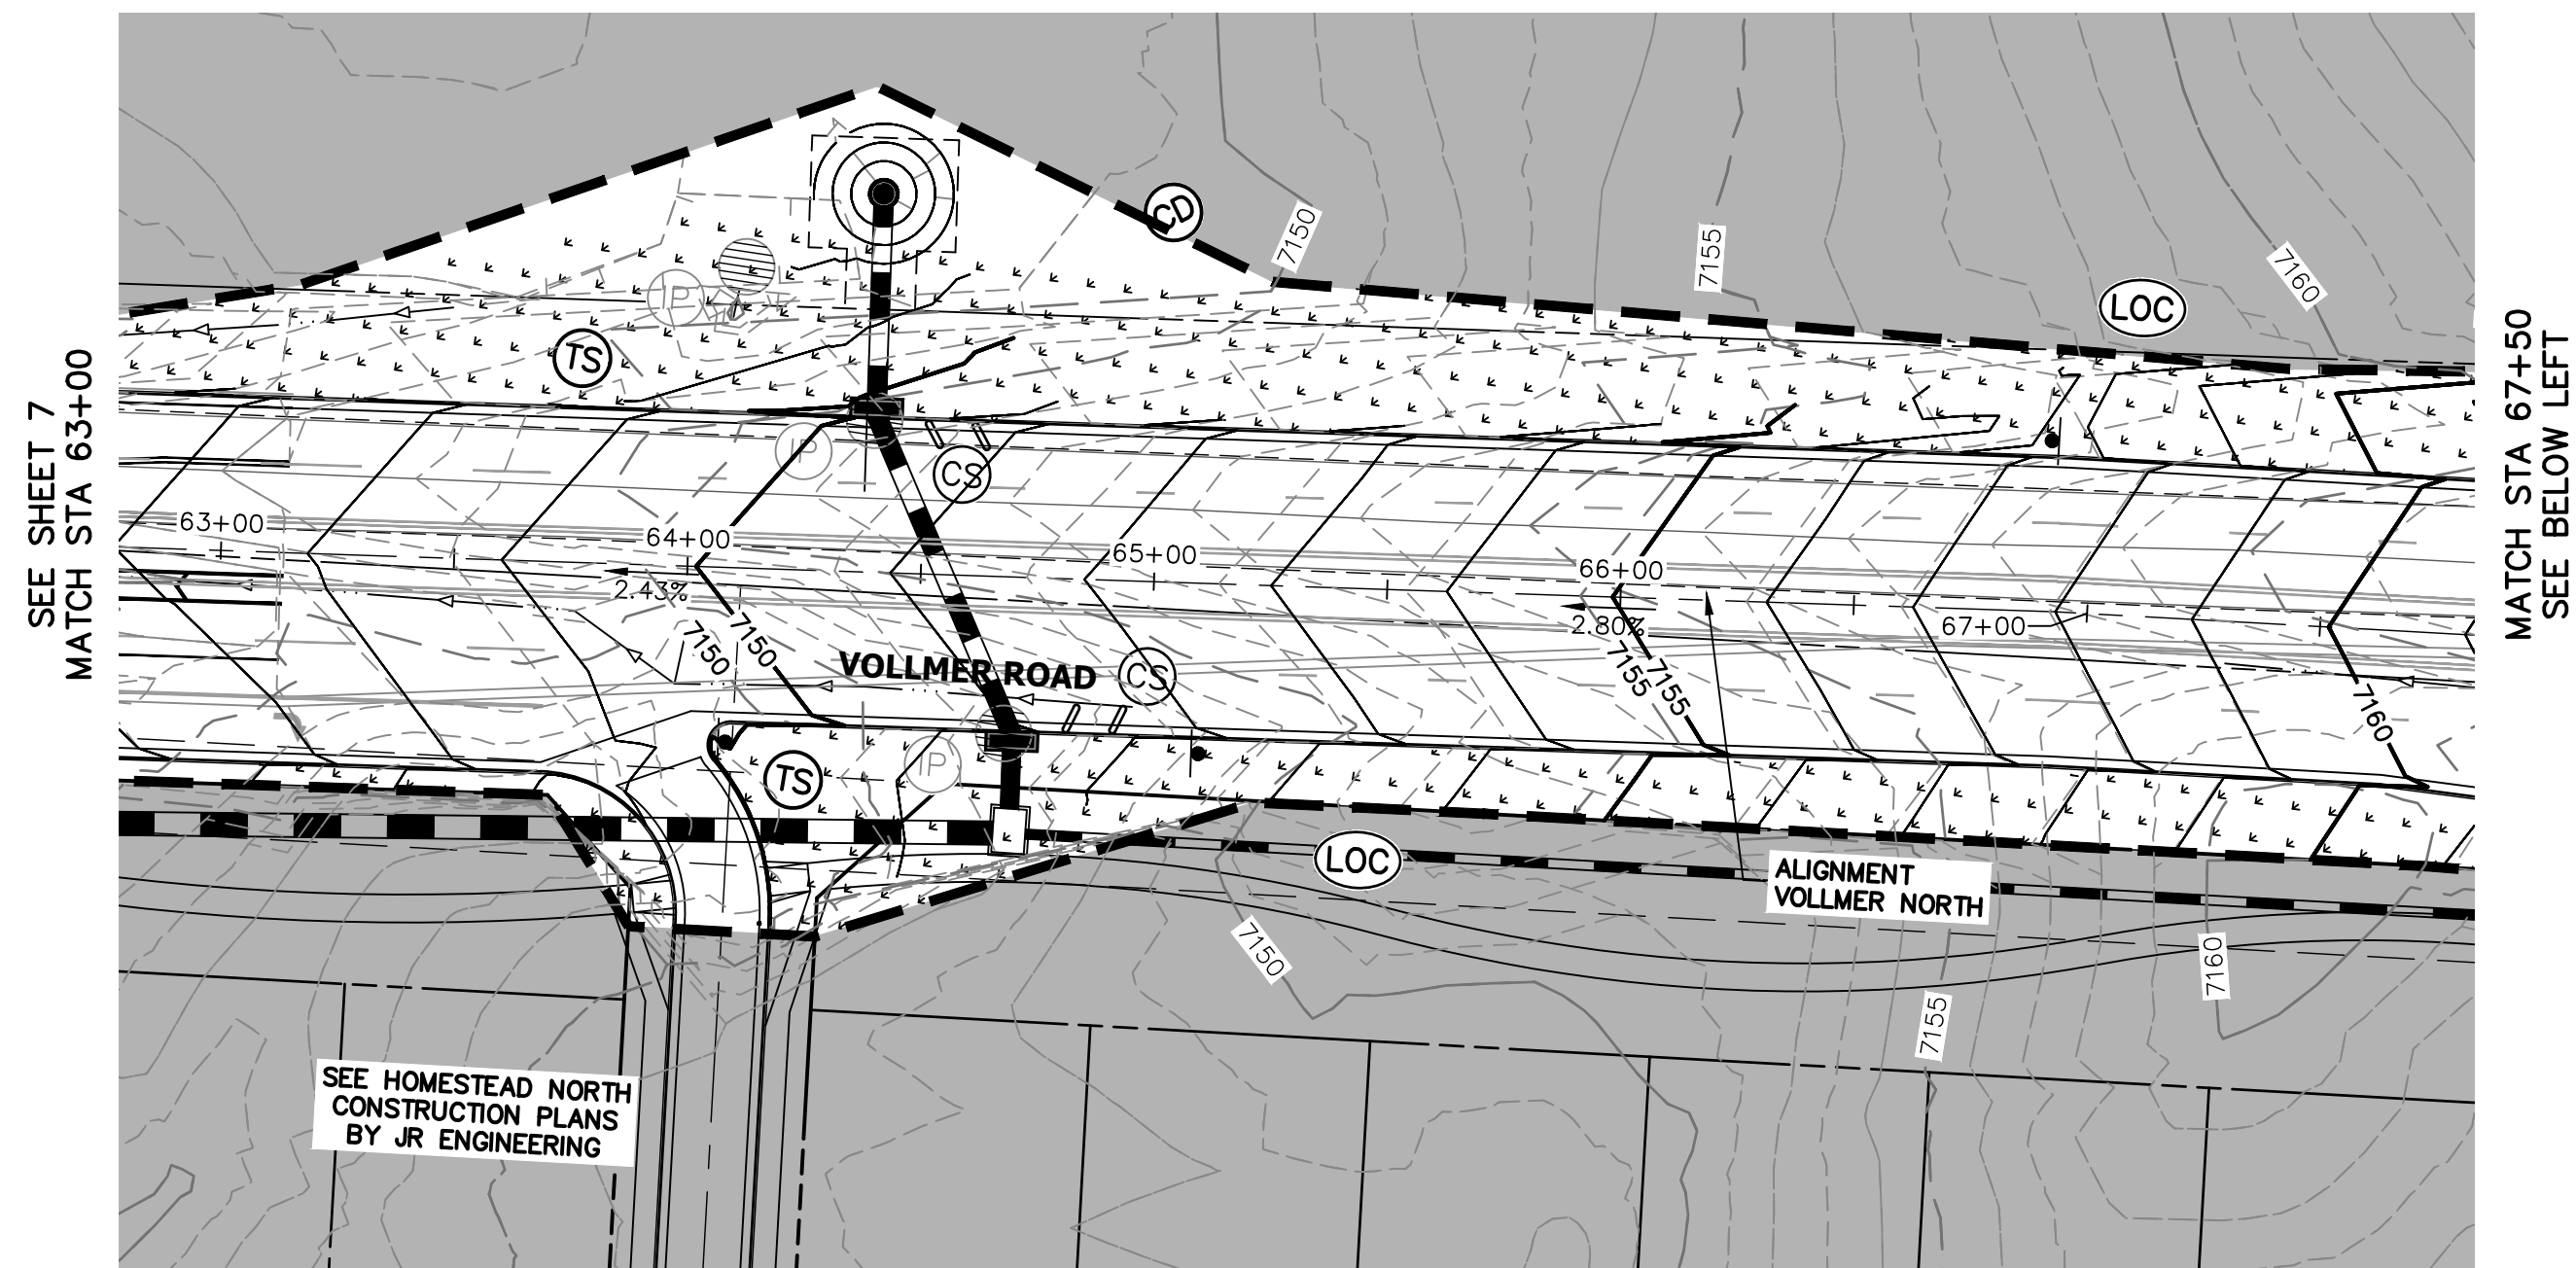 SEE SHEET 7
MATCH STA 63+00
CD
7150
7155
7160
LOC
IP
TS
IP
CS
63+00
64+00
65+00
66+00
67+00
2.43%
2.80%
7150
7150
7155
7155
7160
VOLLMER ROAD
CS
TS
IP
LOC
ALIGNMENT
VOLLMER NORTH
7150
7155
7160
SEE HOMESTEAD NORTH
CONSTRUCTION PLANS
BY JR ENGINEERING
MATCH STA 67+50
SEE BELOW LEFT